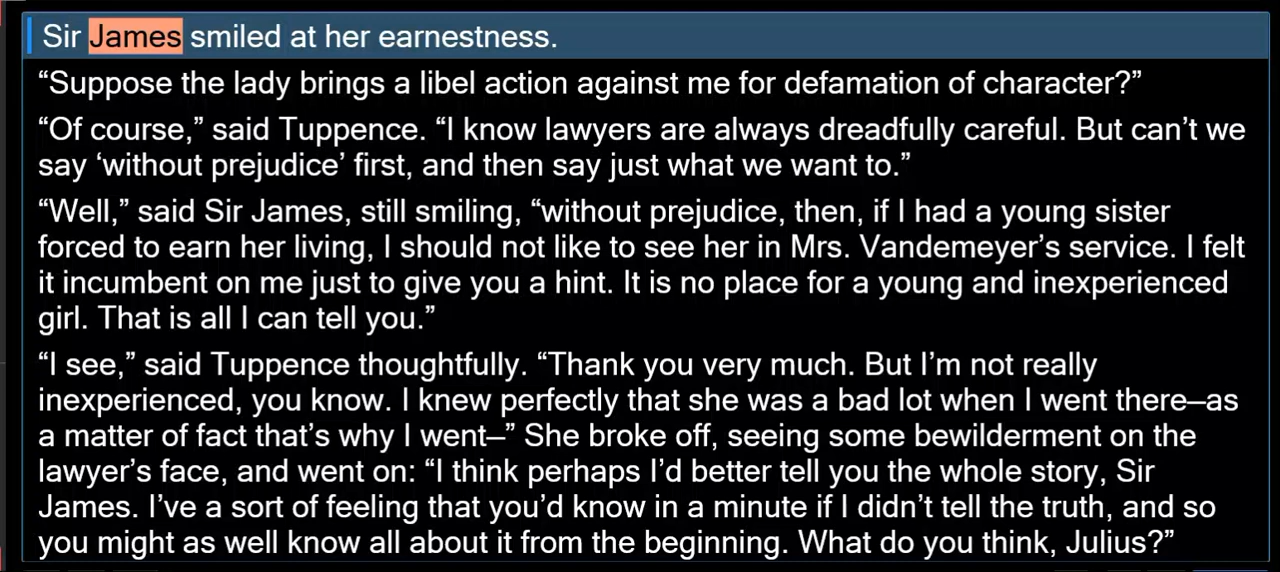 Sir James smiled at her earnestness.
“Suppose the lady brings a libel action against me for defamation of character?”
“Of course,” said Tuppence. “I know lawyers are always dreadfully careful. But can’t we
say ‘without prejudice’ first, and then say just what we want to.”
“Well,” said Sir James, still smiling, “without prejudice, then, if I had a young sister
forced to earn her living, I should not like to see her in Mrs. Vandemeyer’s service. I felt
it incumbent on me just to give you a hint. It is no place for a young and inexperienced
girl. That is all I can tell you.”
“I see,” said Tuppence thoughtfully. “Thank you very much. But I’m not really
inexperienced, you know. I knew perfectly that she was a bad lot when I went there—as
a matter of fact that’s why I went—” She broke off, seeing some bewilderment on the
lawyer’s face, and went on: “I think perhaps I’d better tell you the whole story, Sir
James. I’ve a sort of feeling that you’d know in a minute if I didn’t tell the truth, and so
you might as well know all about it from the beginning. What do you think, Julius?”